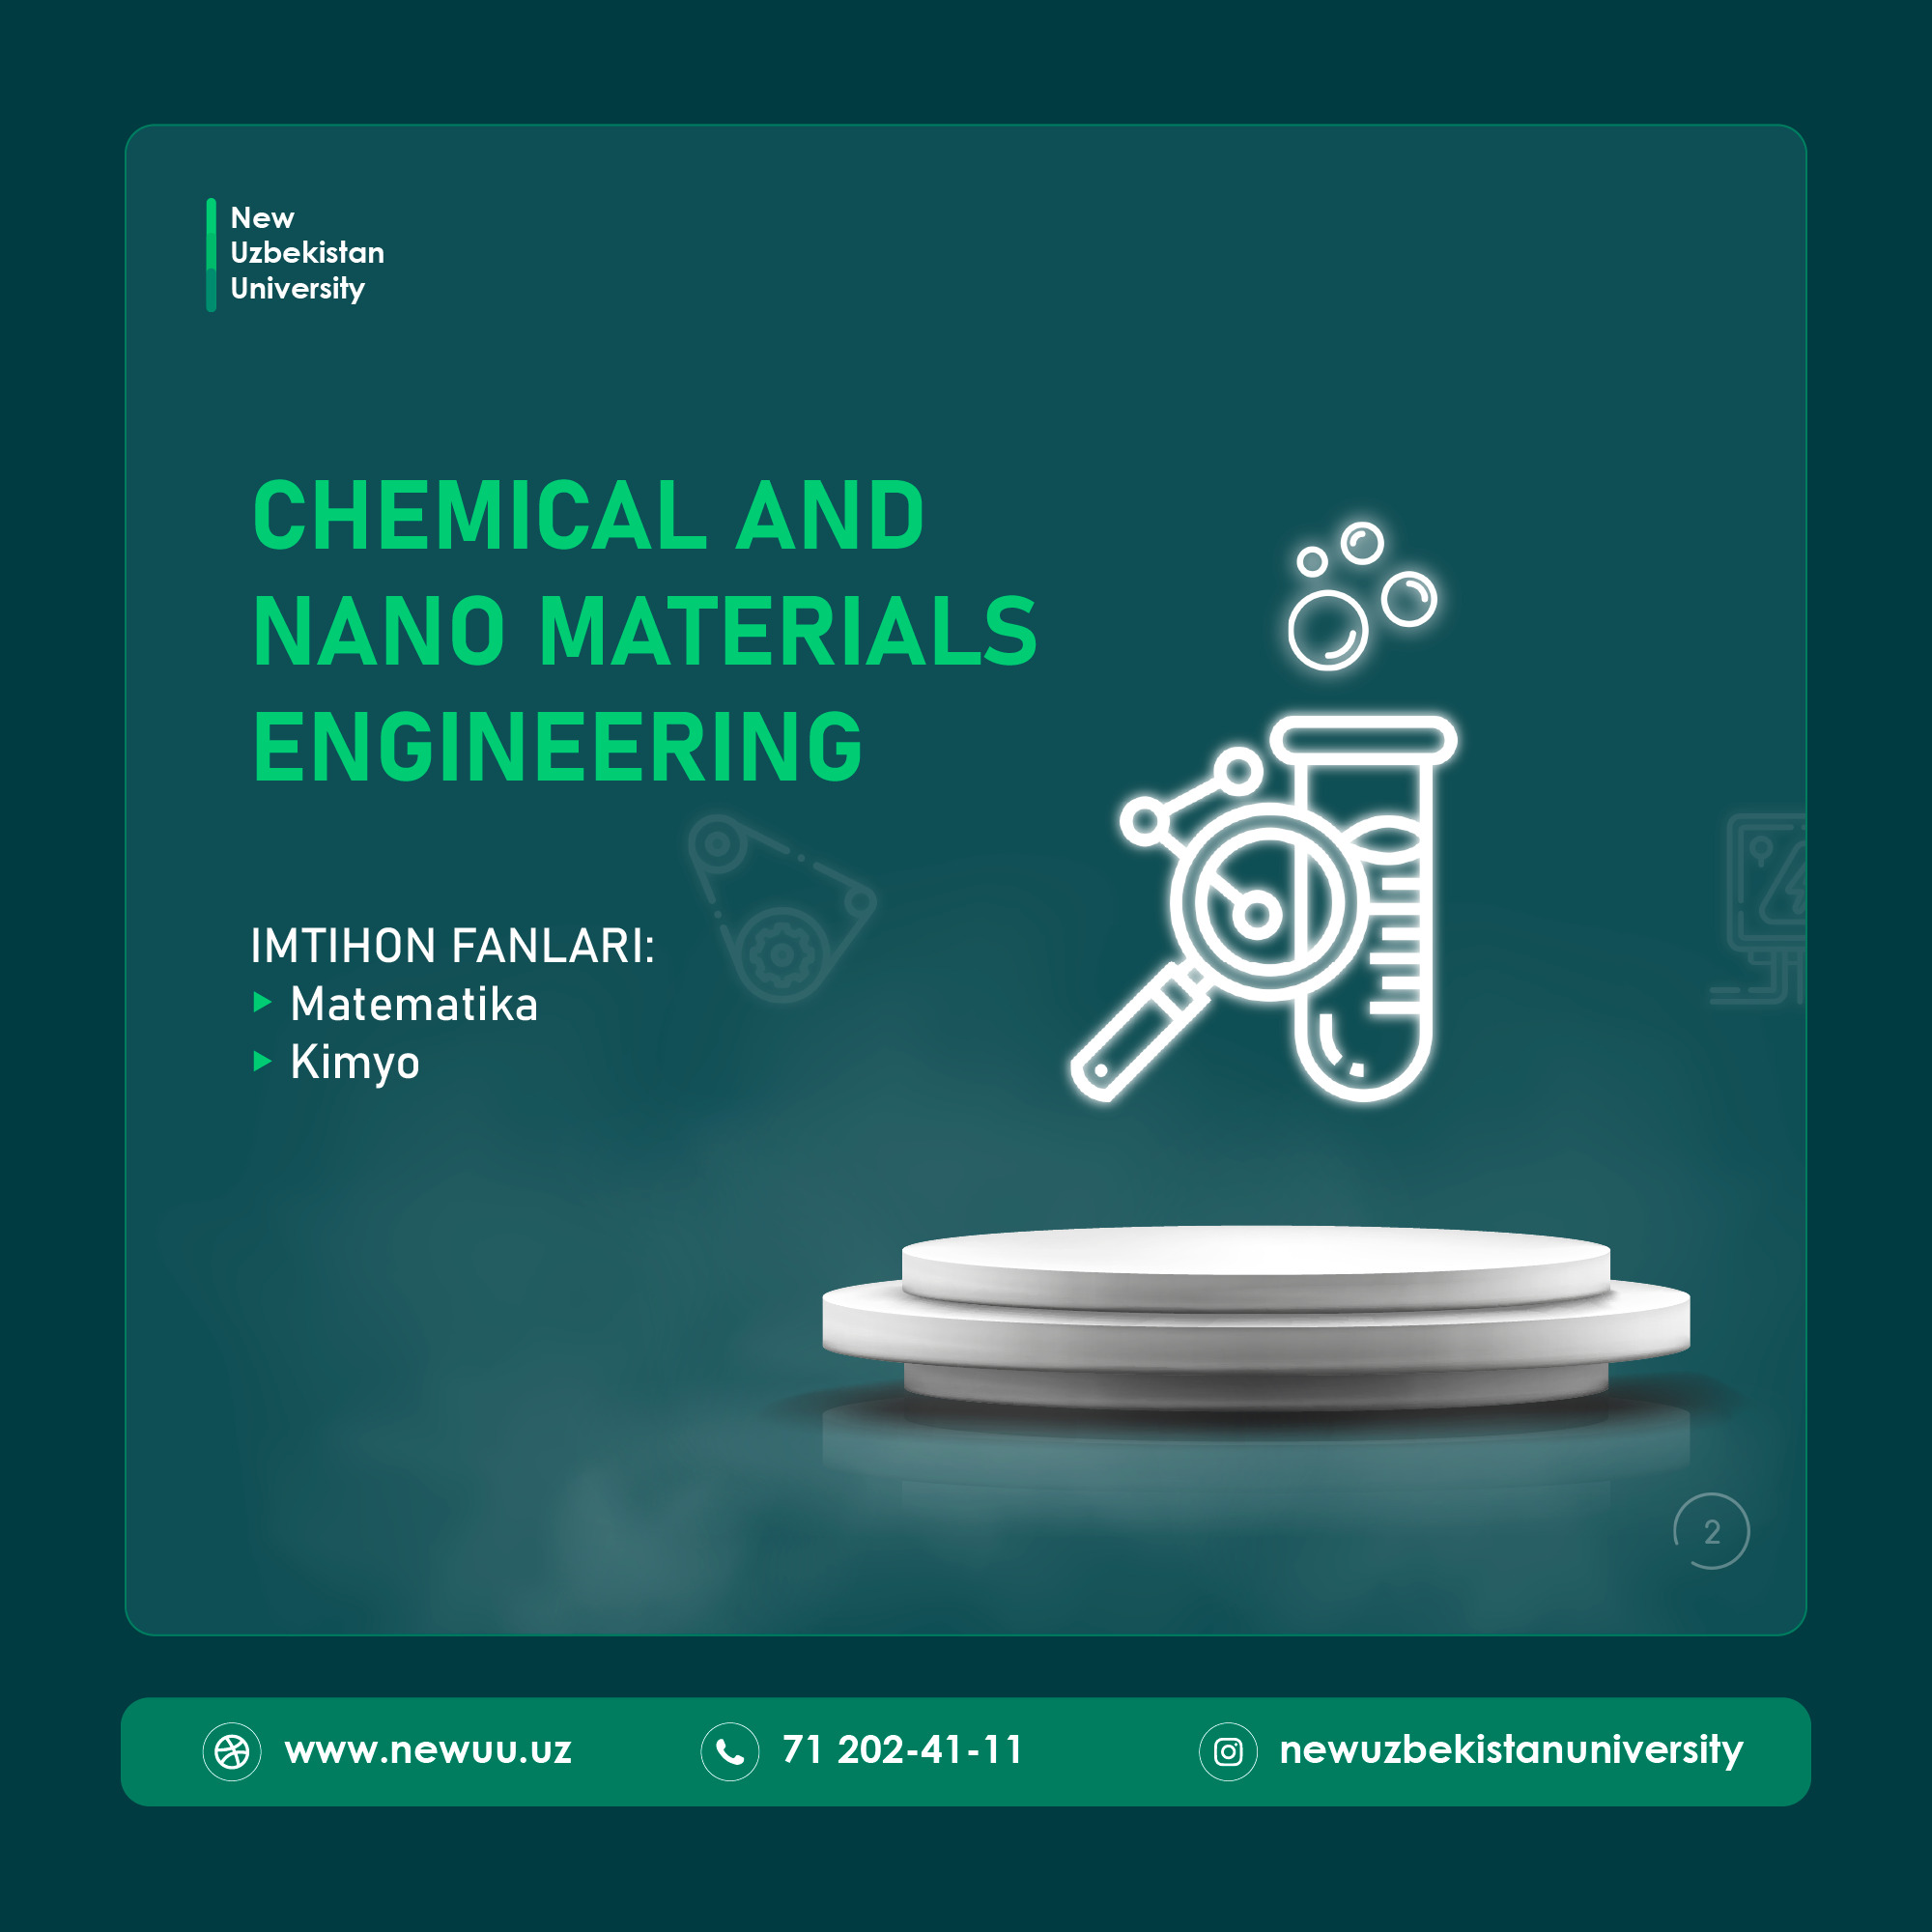 New
Uzbekistan
University
CHEMICAL AND
NANO MATERIALS
ENGINEERING
IMTIHON FANLARI:
Matematika
Kimyo
2
www.newuu.uz
71 202-41-11
newuzbekistanuniversity